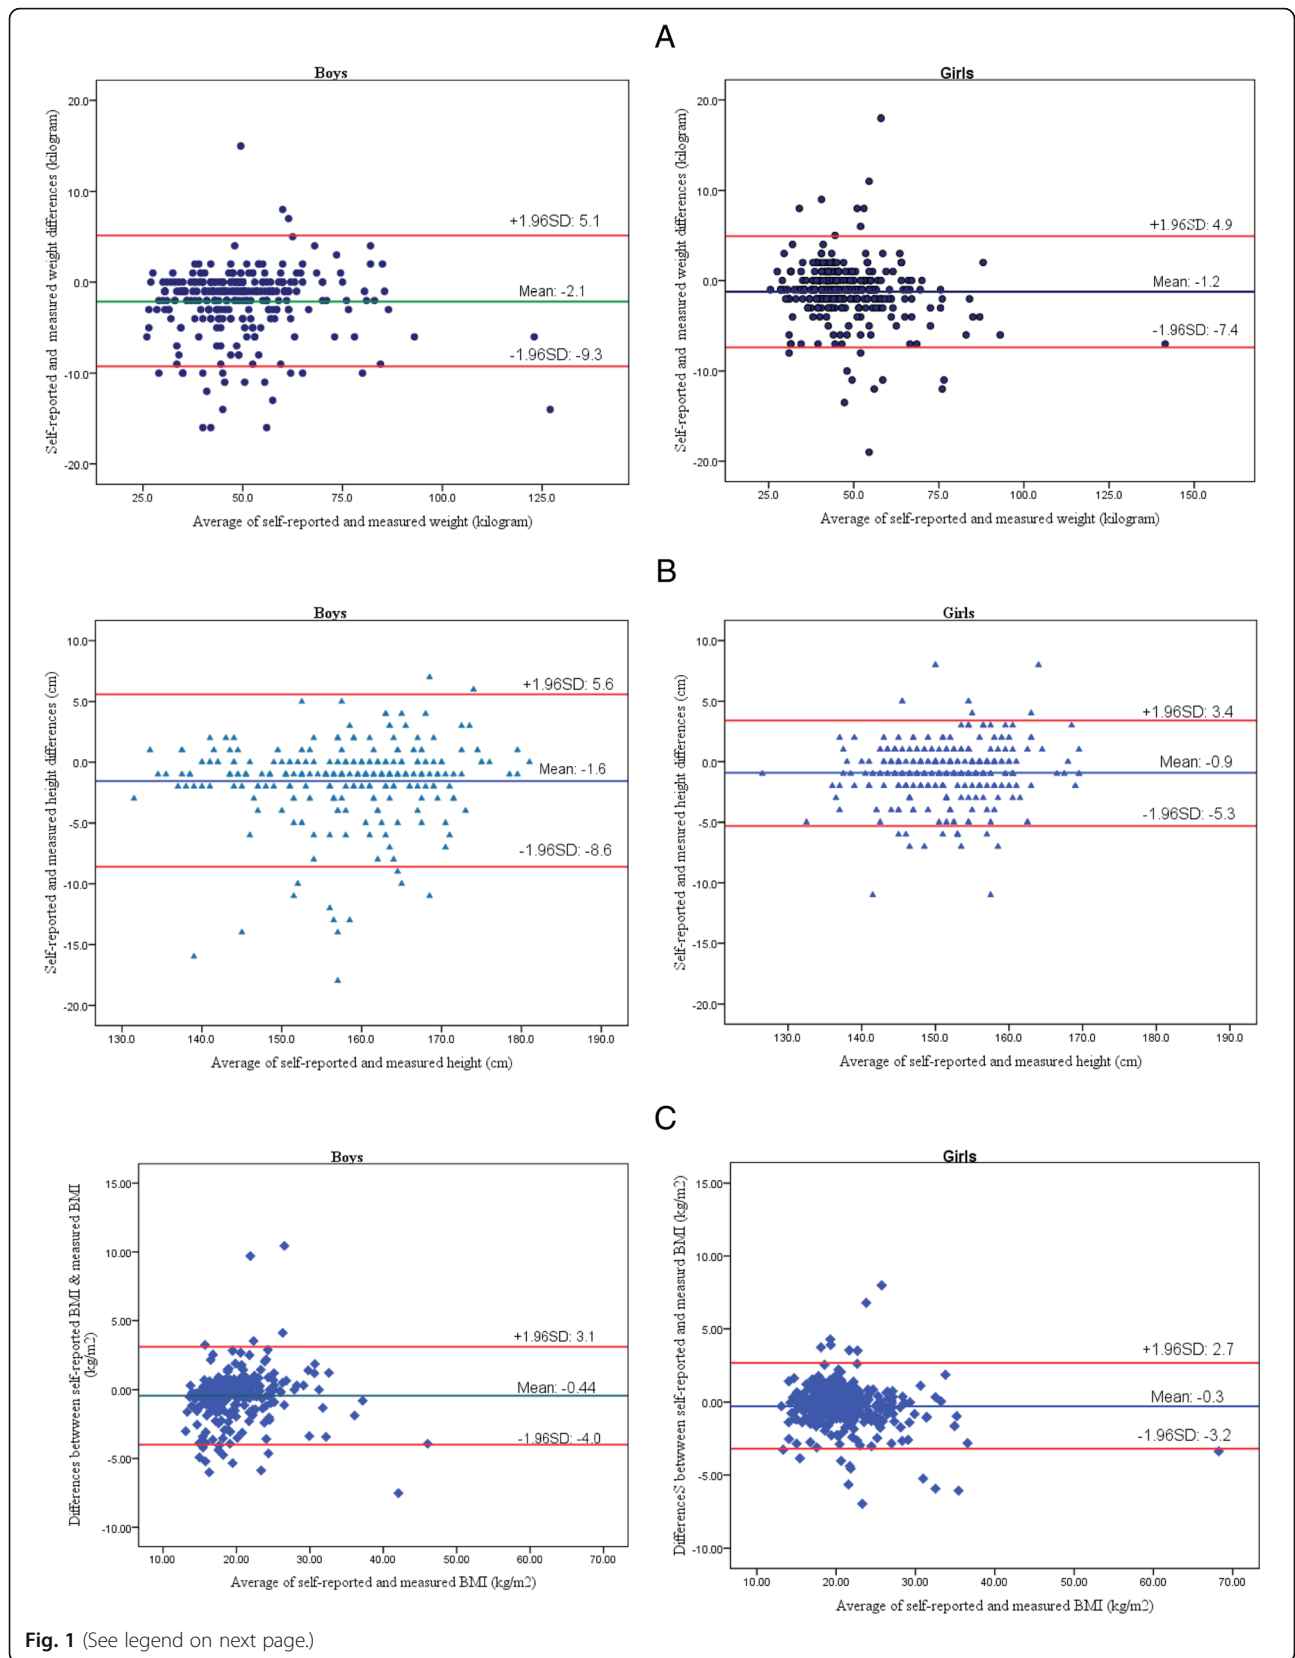 A
Boys
Self-reported and measured weight differences (kilogram)
20.0
10.0
0.0
-10.0
-20.0
+1.96SD: 5.1
Mean: -2.1
-1.96SD: -9.3
25.0 50.0 75.0 100.0 125.0
Average of self-reported and measured weight (kilogram)
Girls
Self-reported and measured weight differences (kilogram)
20.0
10.0
0.0
-10.0
-20.0
+1.96SD: 4.9
Mean: -1.2
-1.96SD: -7.4
25.0 50.0 75.0 100.0 125.0 150.0
Average of self-reported and measured weight (kilogram)
B
Boys
Self-reported and measured height differences (cm)
10.0
5.0
0.0
-5.0
-10.0
-15.0
-20.0
+1.96SD: 5.6
Mean: -1.6
-1.96SD: -8.6
130.0 140.0 150.0 160.0 170.0 180.0 190.0
Average of self-reported and measured height (cm)
Girls
Self-reported and mesured height differences (cm)
10.0
5.0
0.0
-5.0
-10.0
-15.0
-20.0
+1.96SD: 3.4
Mean: -0.9
-1.96SD: -5.3
130.0 140.0 150.0 160.0 170.0 180.0 190.0
Average of self-reported and measured height (cm)
C
Boys
Differences betwween self-reported BMI & measured BMI
(kg/m2)
15.00
10.00
5.00
0.00
-5.00
-10.00
+1.96SD: 3.1
Mean: -0.44
-1.96SD: -4.0
10.00 20.00 30.00 40.00 50.00 60.00 70.00
Average of self-reported and measured BMI (kg/m2)
Girls
DifferenceS betwween self-reported and measurd BMI (kg/m2)
15.00
10.00
5.00
0.00
-5.00
-10.00
+1.96SD: 2.7
Mean: -0.3
-1.96SD: -3.2
10.00 20.00 30.00 40.00 50.00 60.00 70.00
Average of self-reported and measured BMI (kg/m2)
Fig. 1 (See legend on next page.)